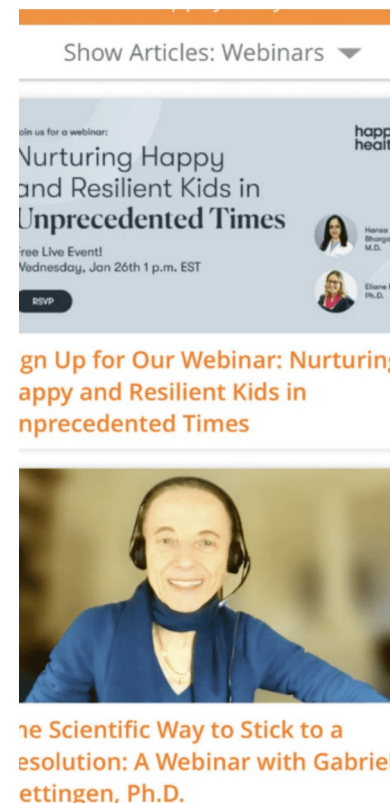 Show Articles: Webinars
oin us for a webinar:
Nurturing Happy
and Resilient Kids in
Unprecedented Times
ree Live Event!
Wednesday, Jan 26th 1 p.m. EST
RSVP
happ
healt
Hansa
Bharga
M.D.
Eliane
Ph.D.
gn Up for Our Webinar: Nurturing
appy and Resilient Kids in
nprecedented Times
he Scientific Way to Stick to a
esolution: A Webinar with Gabriel
ettingen, Ph.D.